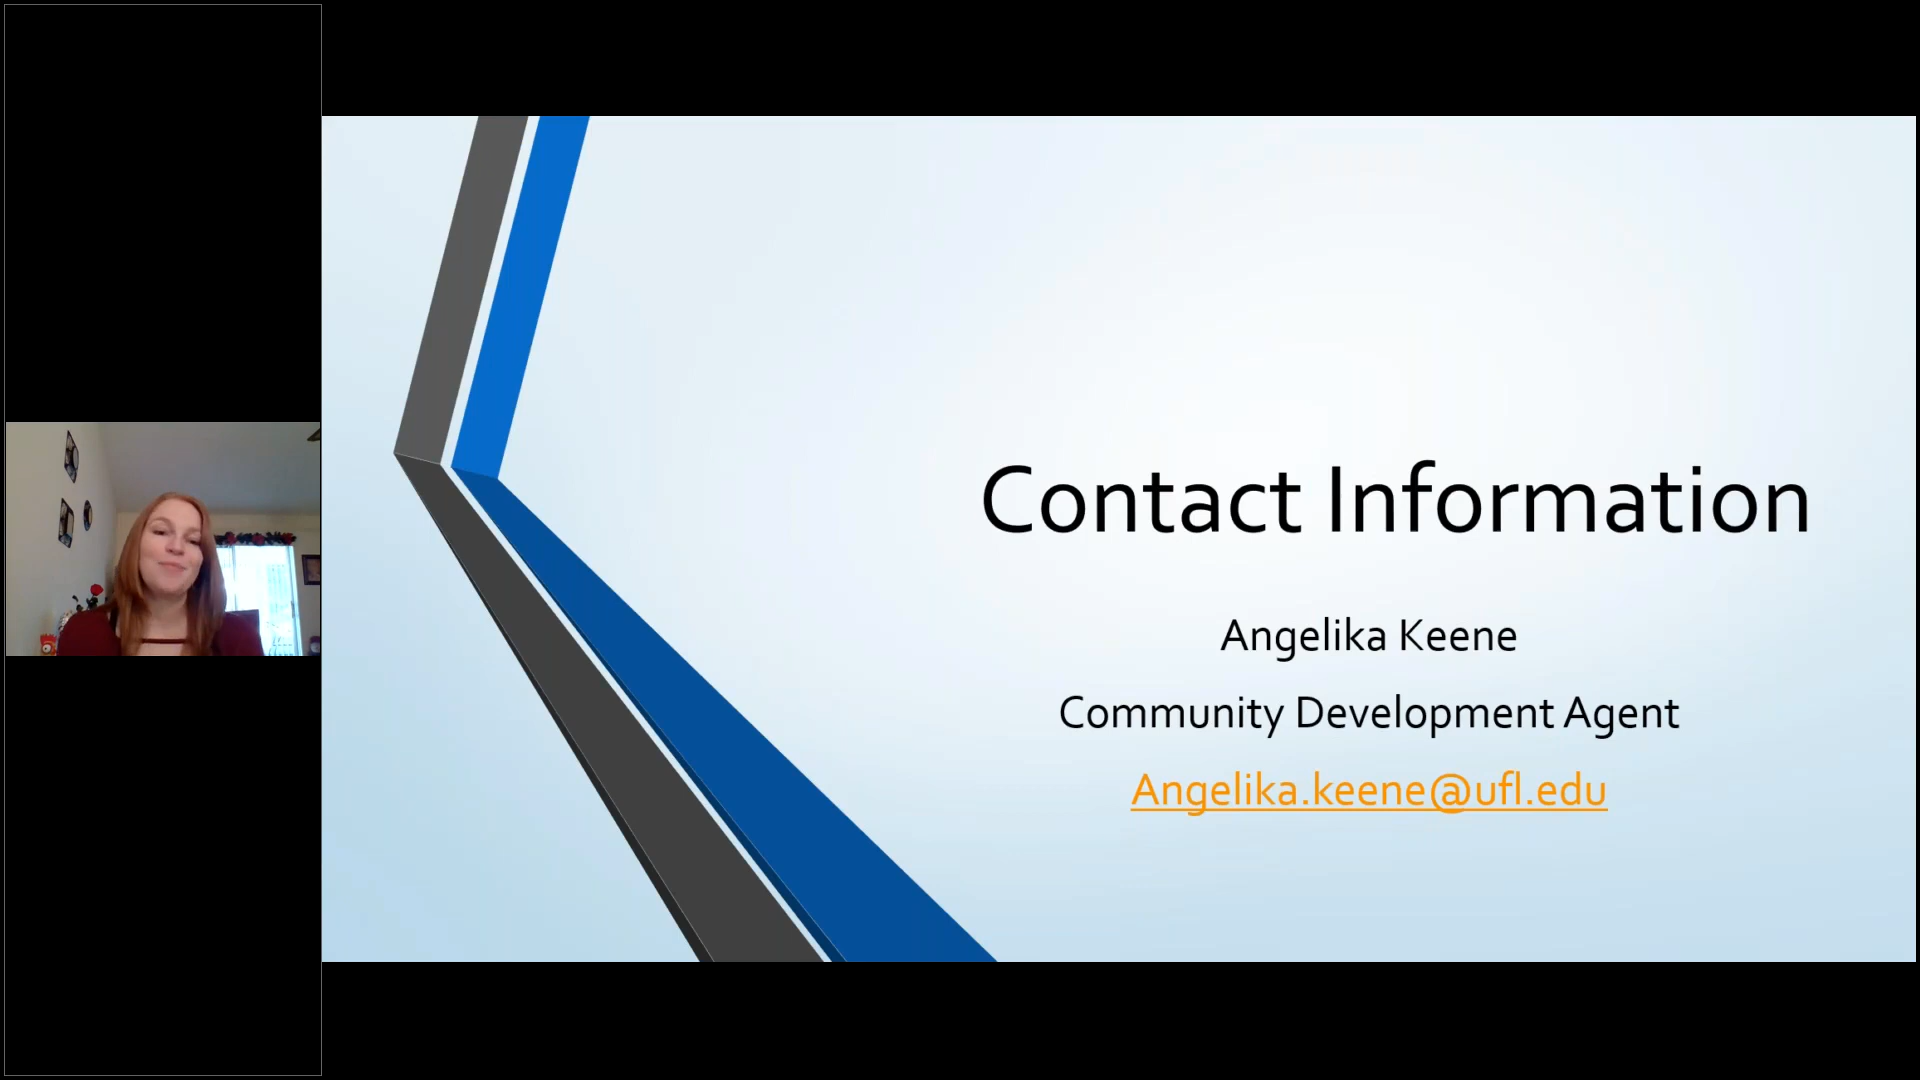 Contact Information
Angelika Keene
Community Development Agent
Angelika.keene@ufl.edu